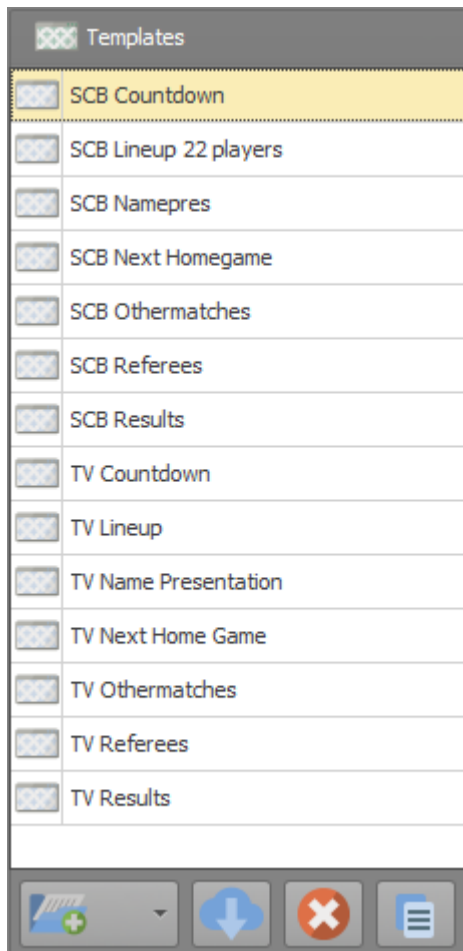 Templates
SCB Countdown
SCB Lineup 22 players
SCB Namepres
SCB Next Homegame
SCB Othermatches
SCB Referees
SCB Results
TV Countdown
TV Lineup
TV Name Presentation
TV Next Home Game
TV Othermatches
TV Referees
TV Results